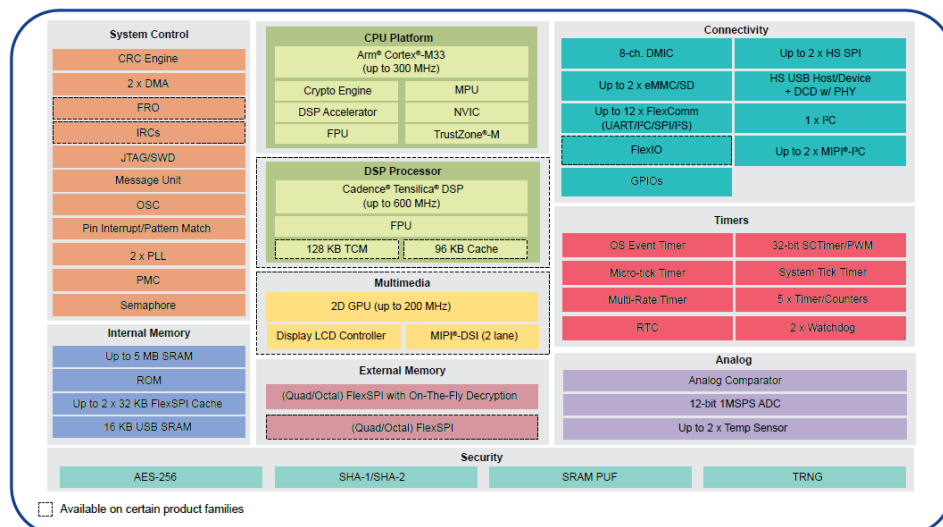 System Control
CRC Engine
2 x DMA
FRO
IRCs
JTAG/SWD
Message Unit
OSC
Pin Interrupt/Pattern Match
2 x PLL
PMC
Semaphore
Internal Memory
Up to 5 MB SRAM
ROM
Up to 2 x 32 KB FlexSPI Cache
16 KB USB SRAM
CPU Platform
Arm® Cortex®-M33
(up to 300 MHz)
Crypto Engine
MPU
DSP Accelerator
NVIC
FPU
TrustZone®-M
DSP Processor
Cadence® Tensilica® DSP
(up to 600 MHz)
FPU
128 KB TCM
96 KB Cache
Multimedia
2D GPU (up to 200 MHz)
Display LCD Controller
MIPI®-DSI (2 lane)
External Memory
(Quad/Octal) FlexSPI with On-The-Fly Decryption
(Quad/Octal) FlexSPI
Connectivity
8-ch. DMIC
Up to 2 x HS SPI
Up to 2 x eMMC/SD
HS USB Host/Device
+ DCD w/ PHY
Up to 12 x FlexComm
(UART/I²C/SPI/I²S)
1 x I²C
FlexIO
Up to 2 x MIPI®-I³C
GPIOs
Timers
OS Event Timer
32-bit SCTimer/PWM
Micro-tick Timer
System Tick Timer
Multi-Rate Timer
5 x Timer/Counters
RTC
2 x Watchdog
Analog
Analog Comparator
12-bit 1MSPS ADC
Up to 2 x Temp Sensor
Security
AES-256
SHA-1/SHA-2
SRAM PUF
TRNG
Available on certain product families